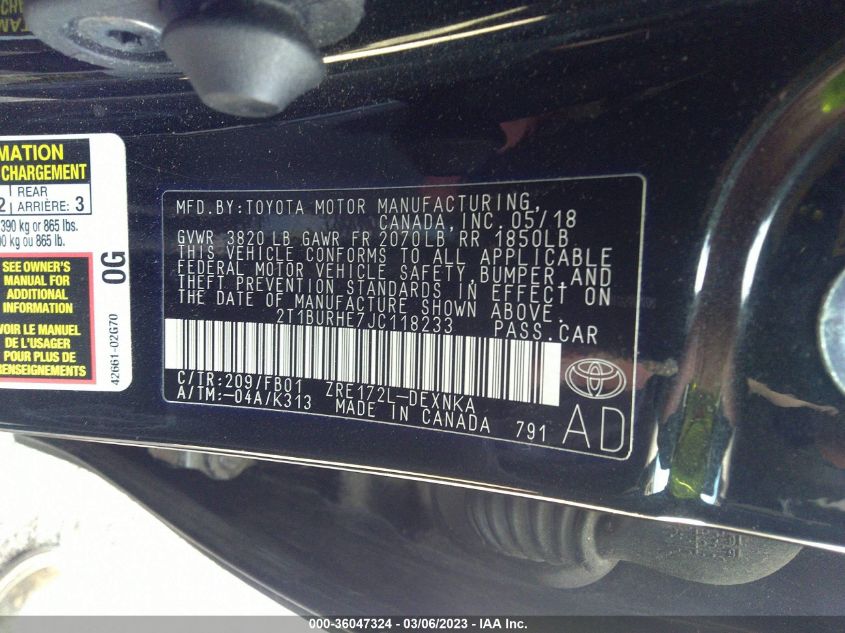 MATION
CHARGEMENT
REAR
2 ARRIÈRE: 3
390 kg or 865 lbs.
00 kg ou 865 lb.
SEE OWNER'S
MANUAL FOR
ADDITIONAL
INFORMATION
VOIR LE MANUEL
DE L'USAGER
POUR PLUS DE
RENSEIGNEMENTS
0G
42661-02G70
MFD.BY:TOYOTA MOTOR MANUFACTURING,
CANADA, INC. 05/18
GVWR 3820 LB GAWR FR 2070LB RR 1850LB
THIS VEHICLE CONFORMS TO ALL APPLICABLE
FEDERAL MOTOR VEHICLE SAFETY, BUMPER, AND
THEFT PREVENTION STANDARDS IN EFFECT ON
THE DATE OF MANUFACTURE SHOWN ABOVE.
2T1BURHE7JC118233 PASS.CAR
C/TR:209/FB01 ZRE172L-DEXNKA
A/TM:-04A/K313 MADE IN CANADA 791
AD
000 - 36047324 - 03/06/2023 - IAA Inc.